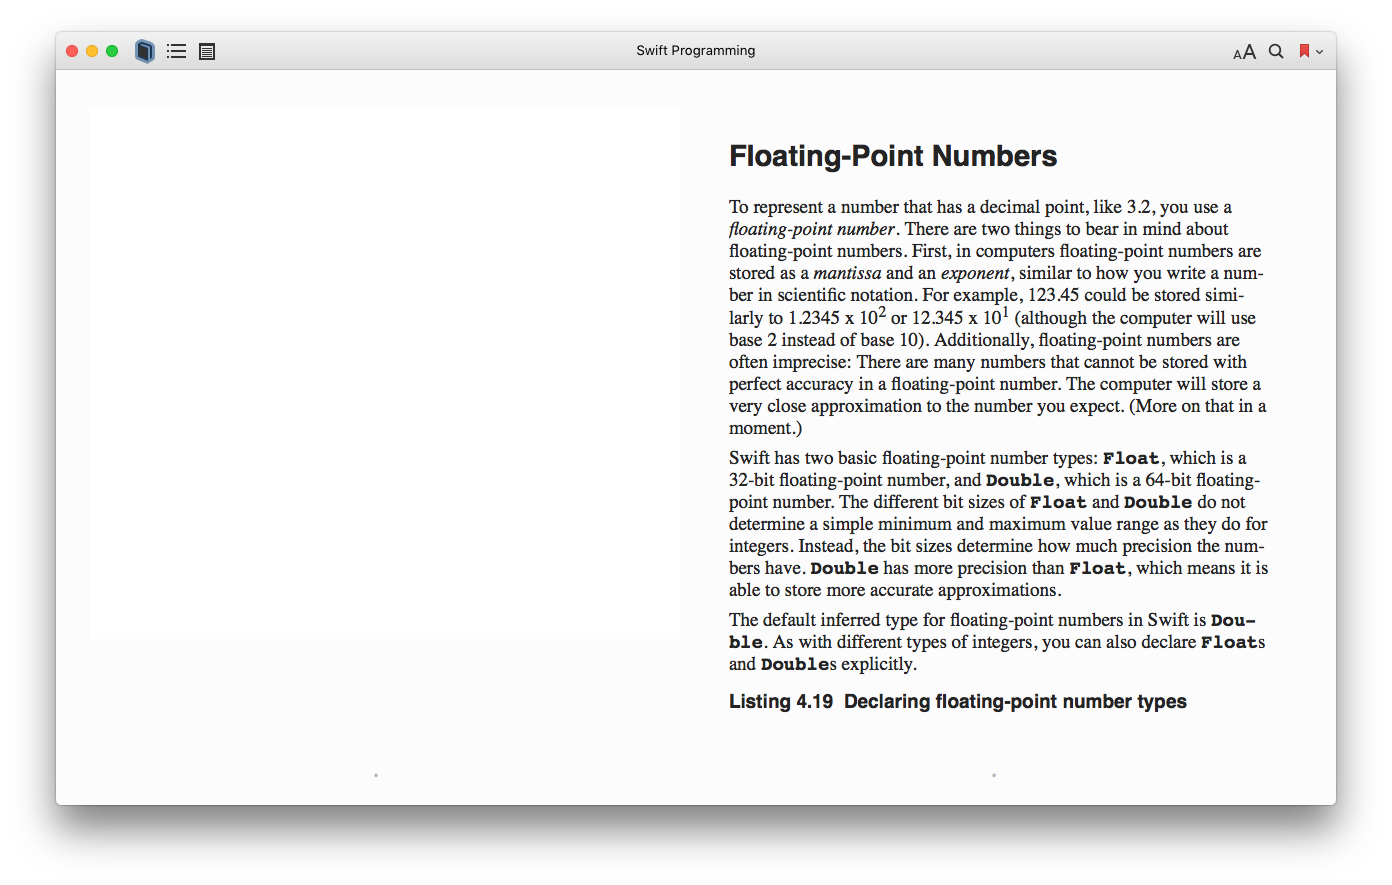 Swift Programming
AA
Floating-Point Numbers
To represent a number that has a decimal point, like 3.2, you use a
floating-point number. There are two things to bear in mind about
floating-point numbers. First, in computers floating-point numbers are
stored as a mantissa and an exponent, similar to how you write a num-
ber in scientific notation. For example, 123.45 could be stored simi-
larly to 1.2345 x 10² or 12.345 x 10¹ (although the computer will use
base 2 instead of base 10). Additionally, floating-point numbers are
often imprecise: There are many numbers that cannot be stored with
perfect accuracy in a floating-point number. The computer will store a
very close approximation to the number you expect. (More on that in a
moment.)
Swift has two basic floating-point number types: Float, which is a
32-bit floating-point number, and Double, which is a 64-bit floating-
point number. The different bit sizes of Float and Double do not
determine a simple minimum and maximum value range as they do for
integers. Instead, the bit sizes determine how much precision the num-
bers have. Double has more precision than Float, which means it is
able to store more accurate approximations.
The default inferred type for floating-point numbers in Swift is Dou-
ble. As with different types of integers, you can also declare Floats
and Doubles explicitly.
Listing 4.19 Declaring floating-point number types